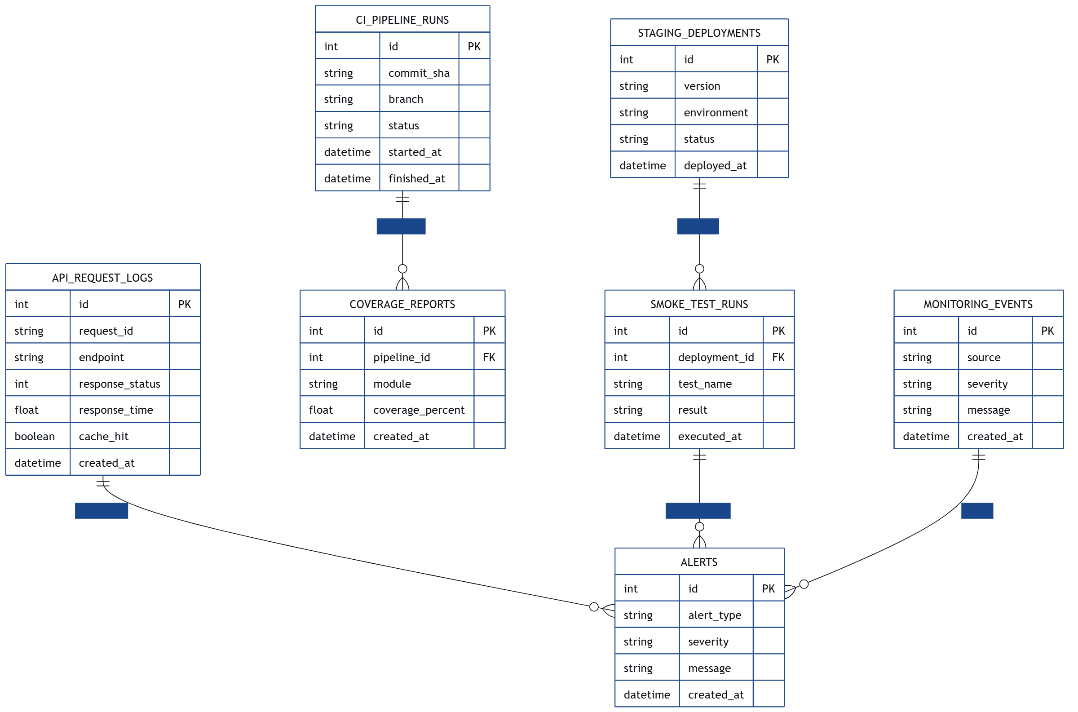 CI_PIPELINE_RUNS
int id PK
string commit_sha
string branch
string status
datetime started_at
datetime finished_at
STAGING_DEPLOYMENTS
int id PK
string version
string environment
string status
datetime deployed_at
API_REQUEST_LOGS
int id PK
string request_id
string endpoint
int response_status
float response_time
boolean cache_hit
datetime created_at
COVERAGE_REPORTS
int id PK
int pipeline_id FK
string module
float coverage_percent
datetime created_at
SMOKE_TEST_RUNS
int id PK
int deployment_id FK
string test_name
string result
datetime executed_at
MONITORING_EVENTS
int id PK
string source
string severity
string message
datetime created_at
ALERTS
int id PK
string alert_type
string severity
string message
datetime created_at